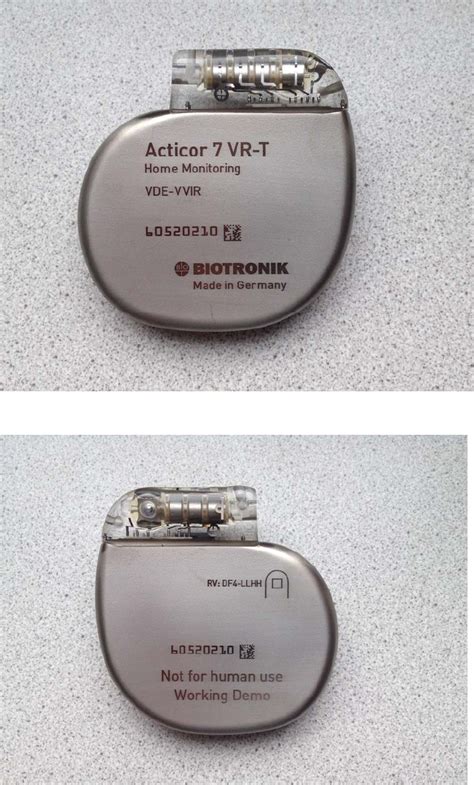 Acticor 7 VR-T
Home Monitoring
VDE-VVIR
60520210
BIO BIOTRONIK
Made in Germany
RV: DF4-LLHH
60520210
Not for human use
Working Demo